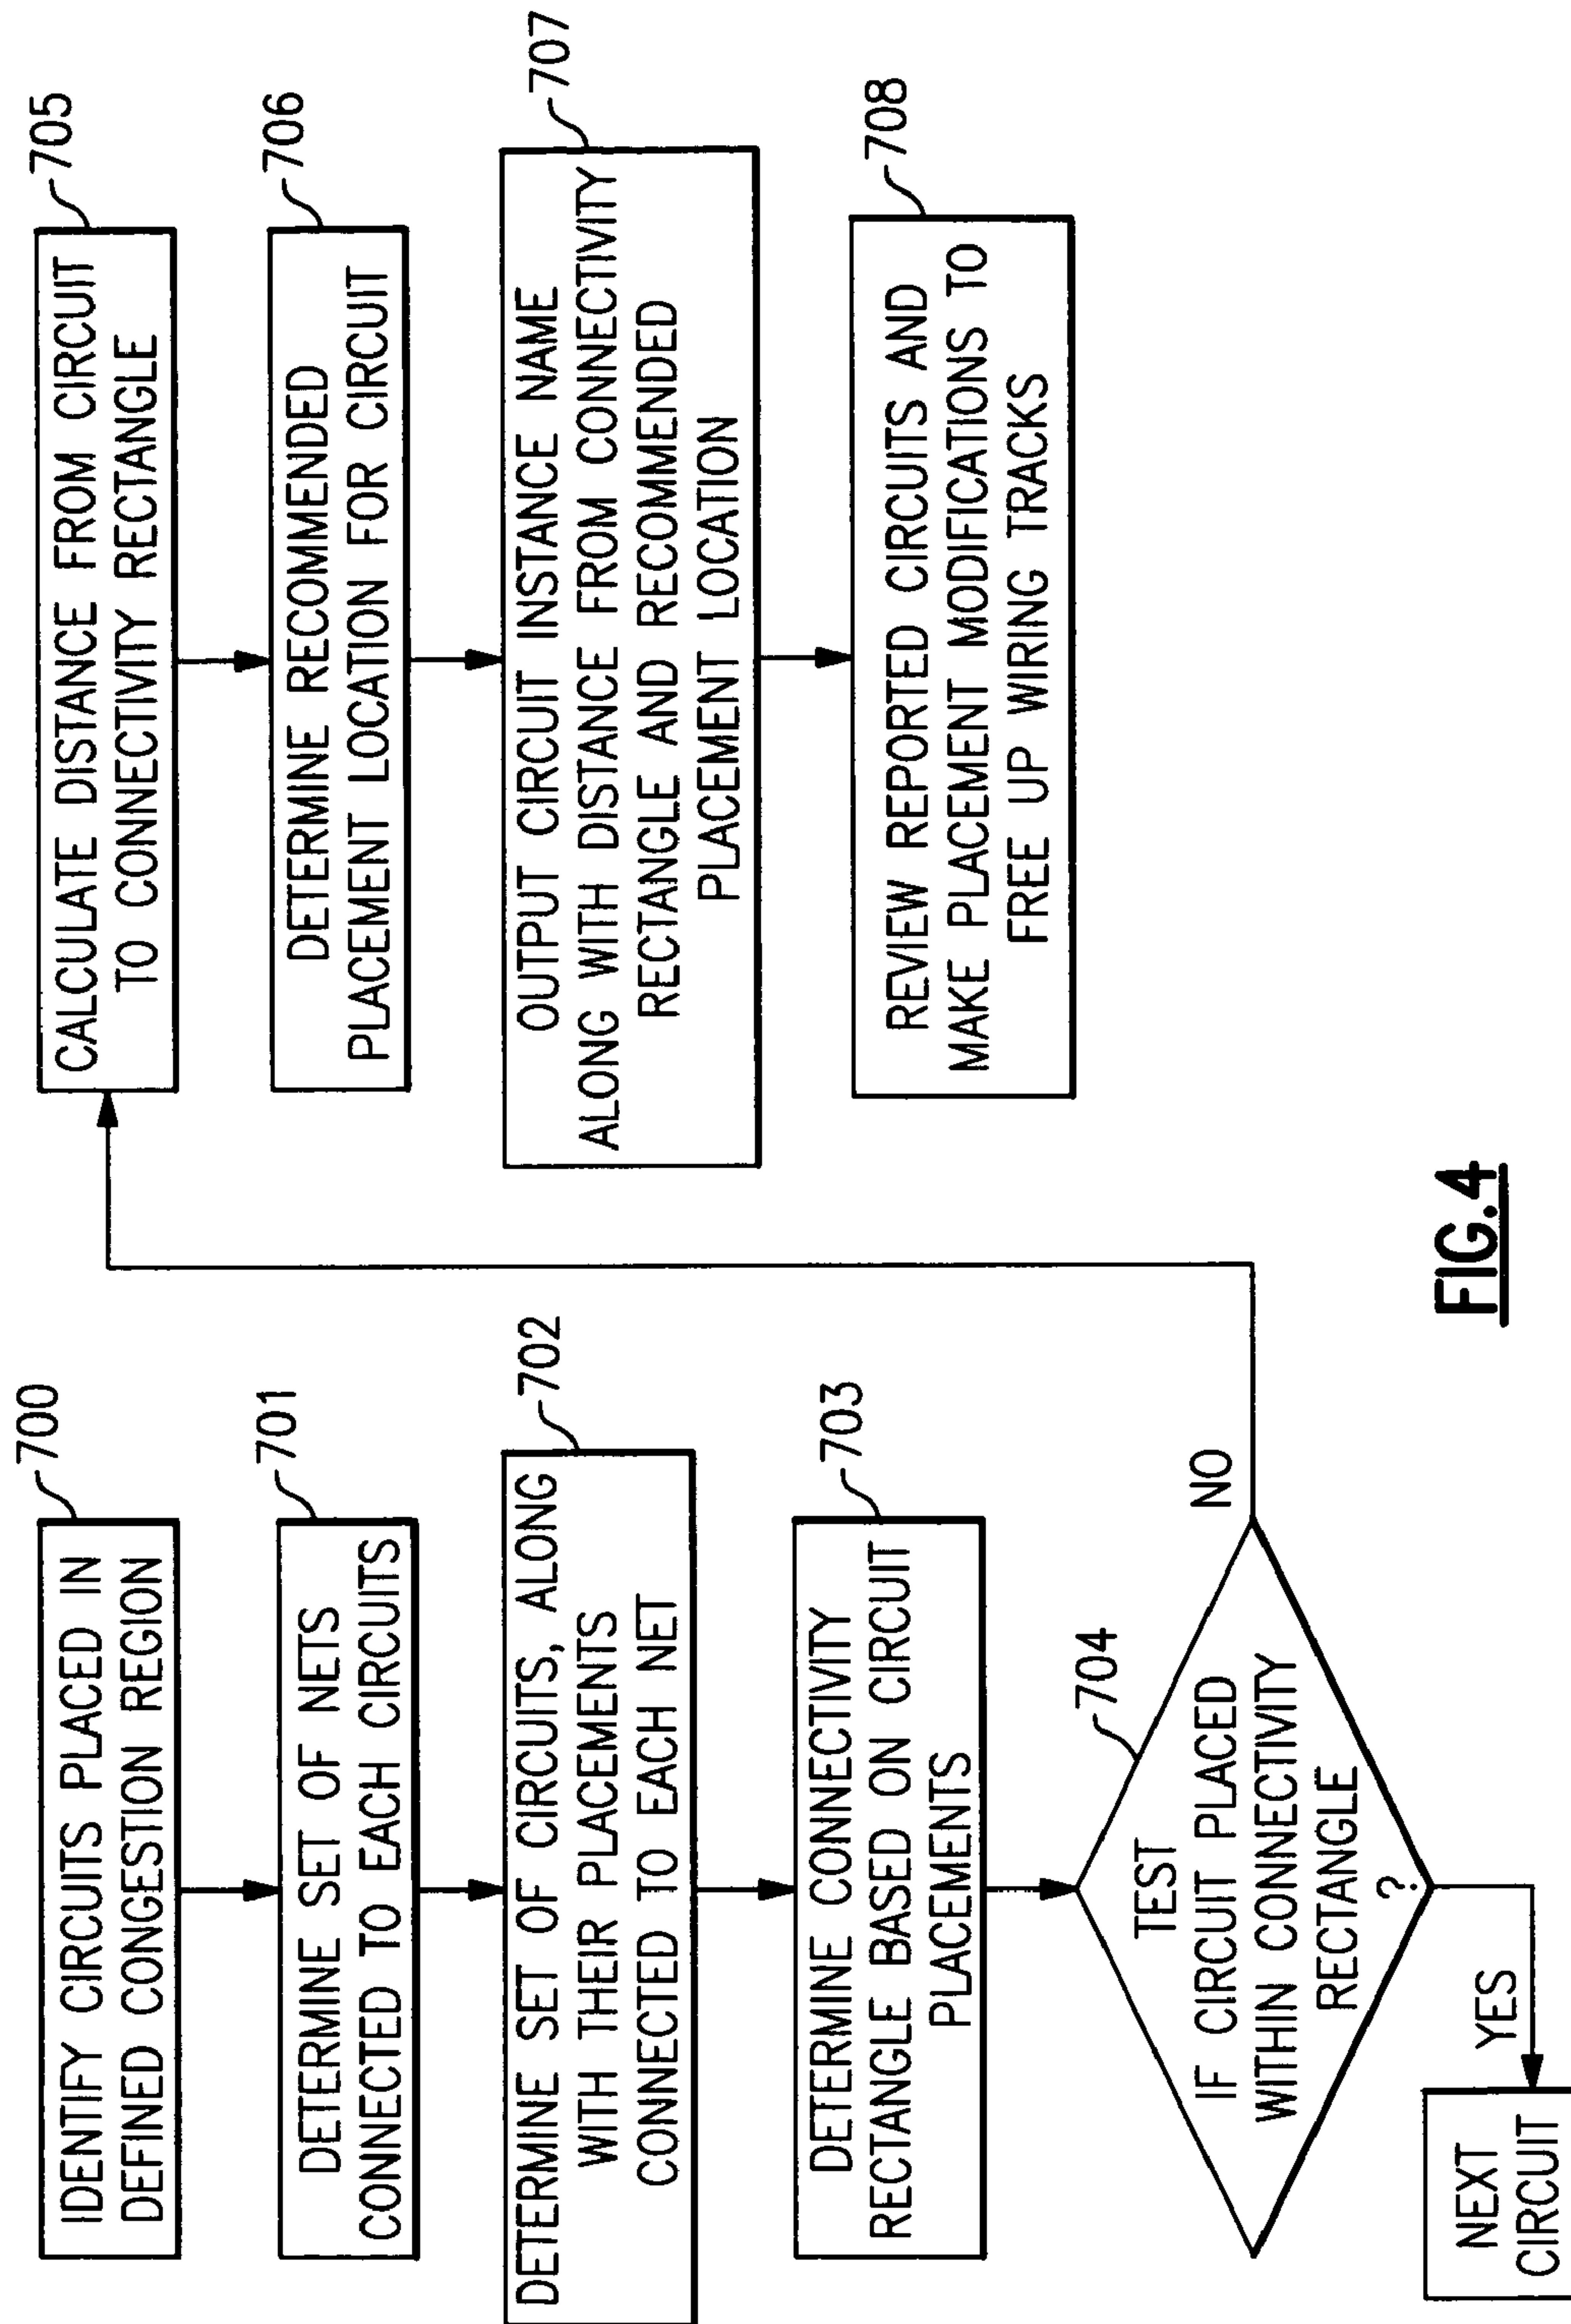 700
IDENTIFY CIRCUITS PLACED IN
DEFINED CONGESTION REGION
701
DETERMINE SET OF NETS
CONNECTED TO EACH CIRCUITS
702
DETERMINE SET OF CIRCUITS, ALONG
WITH THEIR PLACEMENTS
CONNECTED TO EACH NET
703
DETERMINE CONNECTIVITY
RECTANGLE BASED ON CIRCUIT
PLACEMENTS
704
TEST
IF CIRCUIT PLACED
WITHIN CONNECTIVITY
RECTANGLE
?
NO
YES
NEXT
CIRCUIT
705
CALCULATE DISTANCE FROM CIRCUIT
TO CONNECTIVITY RECTANGLE
706
DETERMINE RECOMMENDED
PLACEMENT LOCATION FOR CIRCUIT
707
OUTPUT CIRCUIT INSTANCE NAME
ALONG WITH DISTANCE FROM CONNECTIVITY
RECTANGLE AND RECOMMENDED
PLACEMENT LOCATION
708
REVIEW REPORTED CIRCUITS AND
MAKE PLACEMENT MODIFICATIONS TO
FREE UP WIRING TRACKS
FIG.4